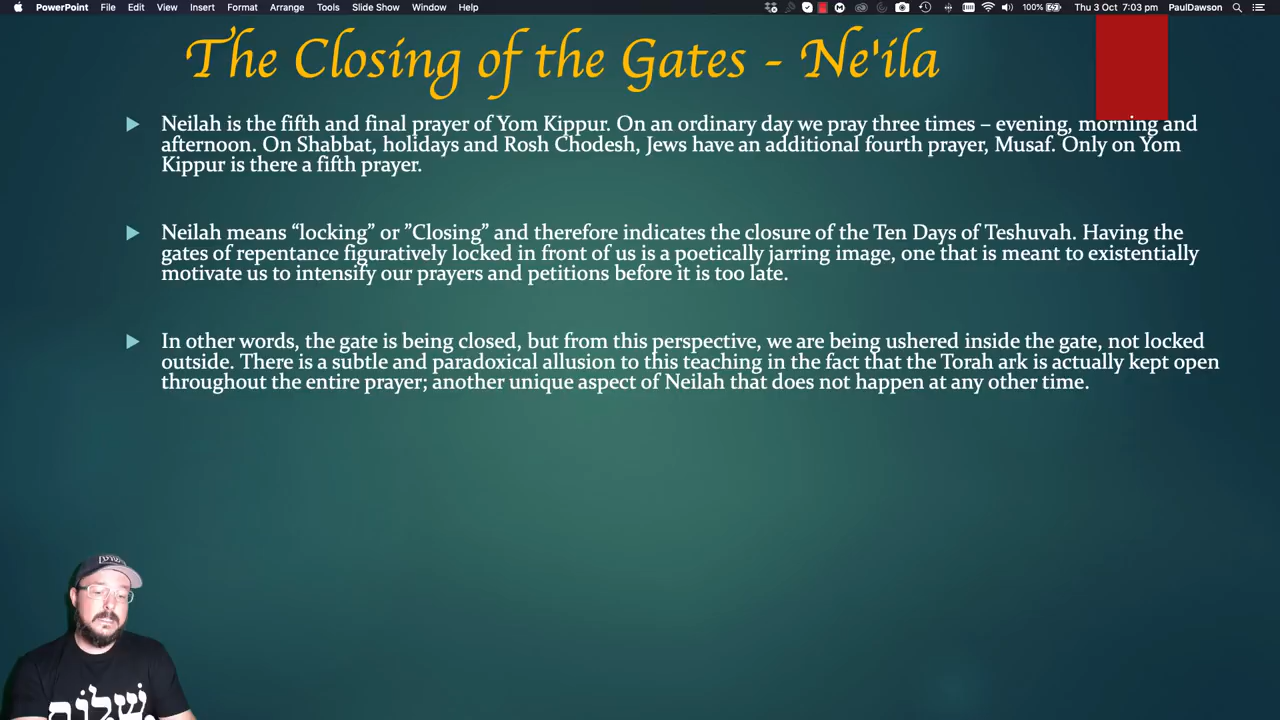 PowerPoint File Edit View Insert Format Arrange Tools Slide Show Window Help 100% Thu 3 Oct 7:03 pm PaulDawson
The Closing of the Gates - Ne'ila
Neilah is the fifth and final prayer of Yom Kippur. On an ordinary day we pray three times – evening, morning and
afternoon. On Shabbat, holidays and Rosh Chodesh, Jews have an additional fourth prayer, Musaf. Only on Yom
Kippur is there a fifth prayer.
Neilah means “locking” or ”Closing” and therefore indicates the closure of the Ten Days of Teshuvah. Having the
gates of repentance figuratively locked in front of us is a poetically jarring image, one that is meant to existentially
motivate us to intensify our prayers and petitions before it is too late.
In other words, the gate is being closed, but from this perspective, we are being ushered inside the gate, not locked
outside. There is a subtle and paradoxical allusion to this teaching in the fact that the Torah ark is actually kept open
throughout the entire prayer; another unique aspect of Neilah that does not happen at any other time.
שלום